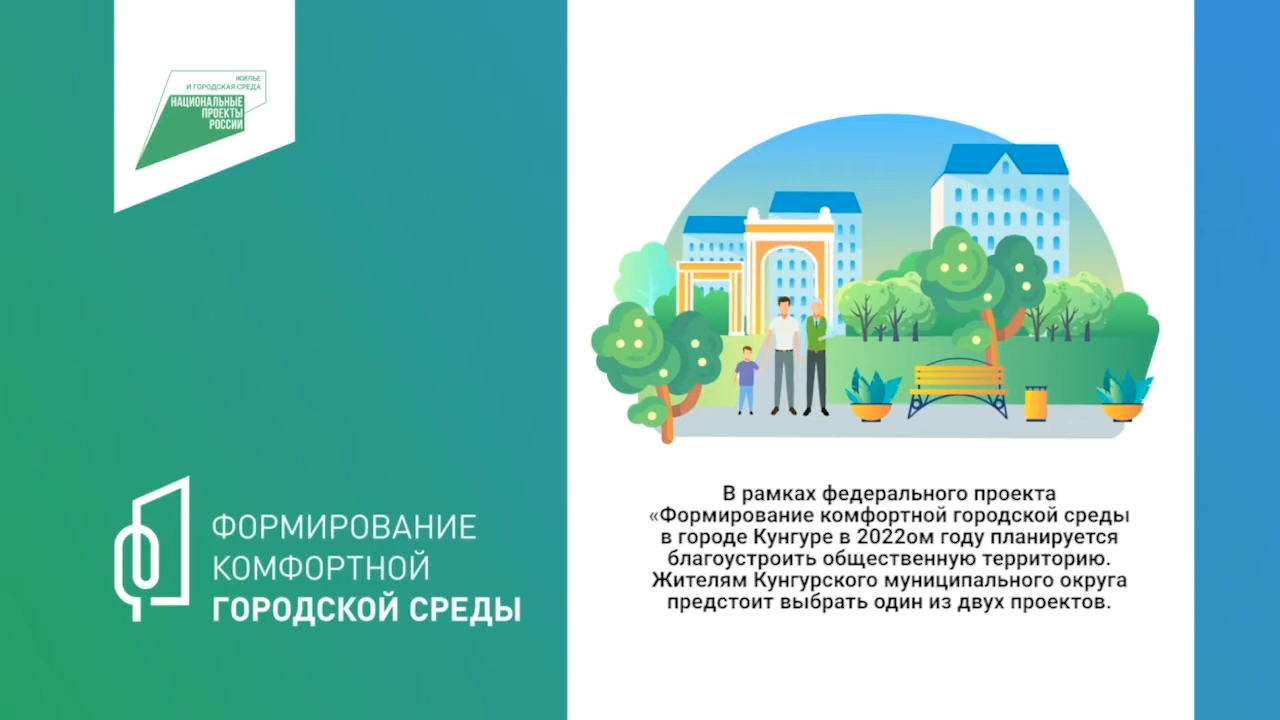 ЖИЛЬЕ
И ГОРОДСКАЯ СРЕДА
НАЦИОНАЛЬНЫЕ
ПРОЕКТЫ
РОССИИ
ФОРМИРОВАНИЕ
КОМФОРТНОЙ
ГОРОДСКОЙ СРЕДЫ
В рамках федерального проекта
«Формирование комфортной городской среды
в городе Кунгуре в 2022ом году планируется
благоустроить общественную территорию.
Жителям Кунгурского муниципального округа
предстоит выбрать один из двух проектов.